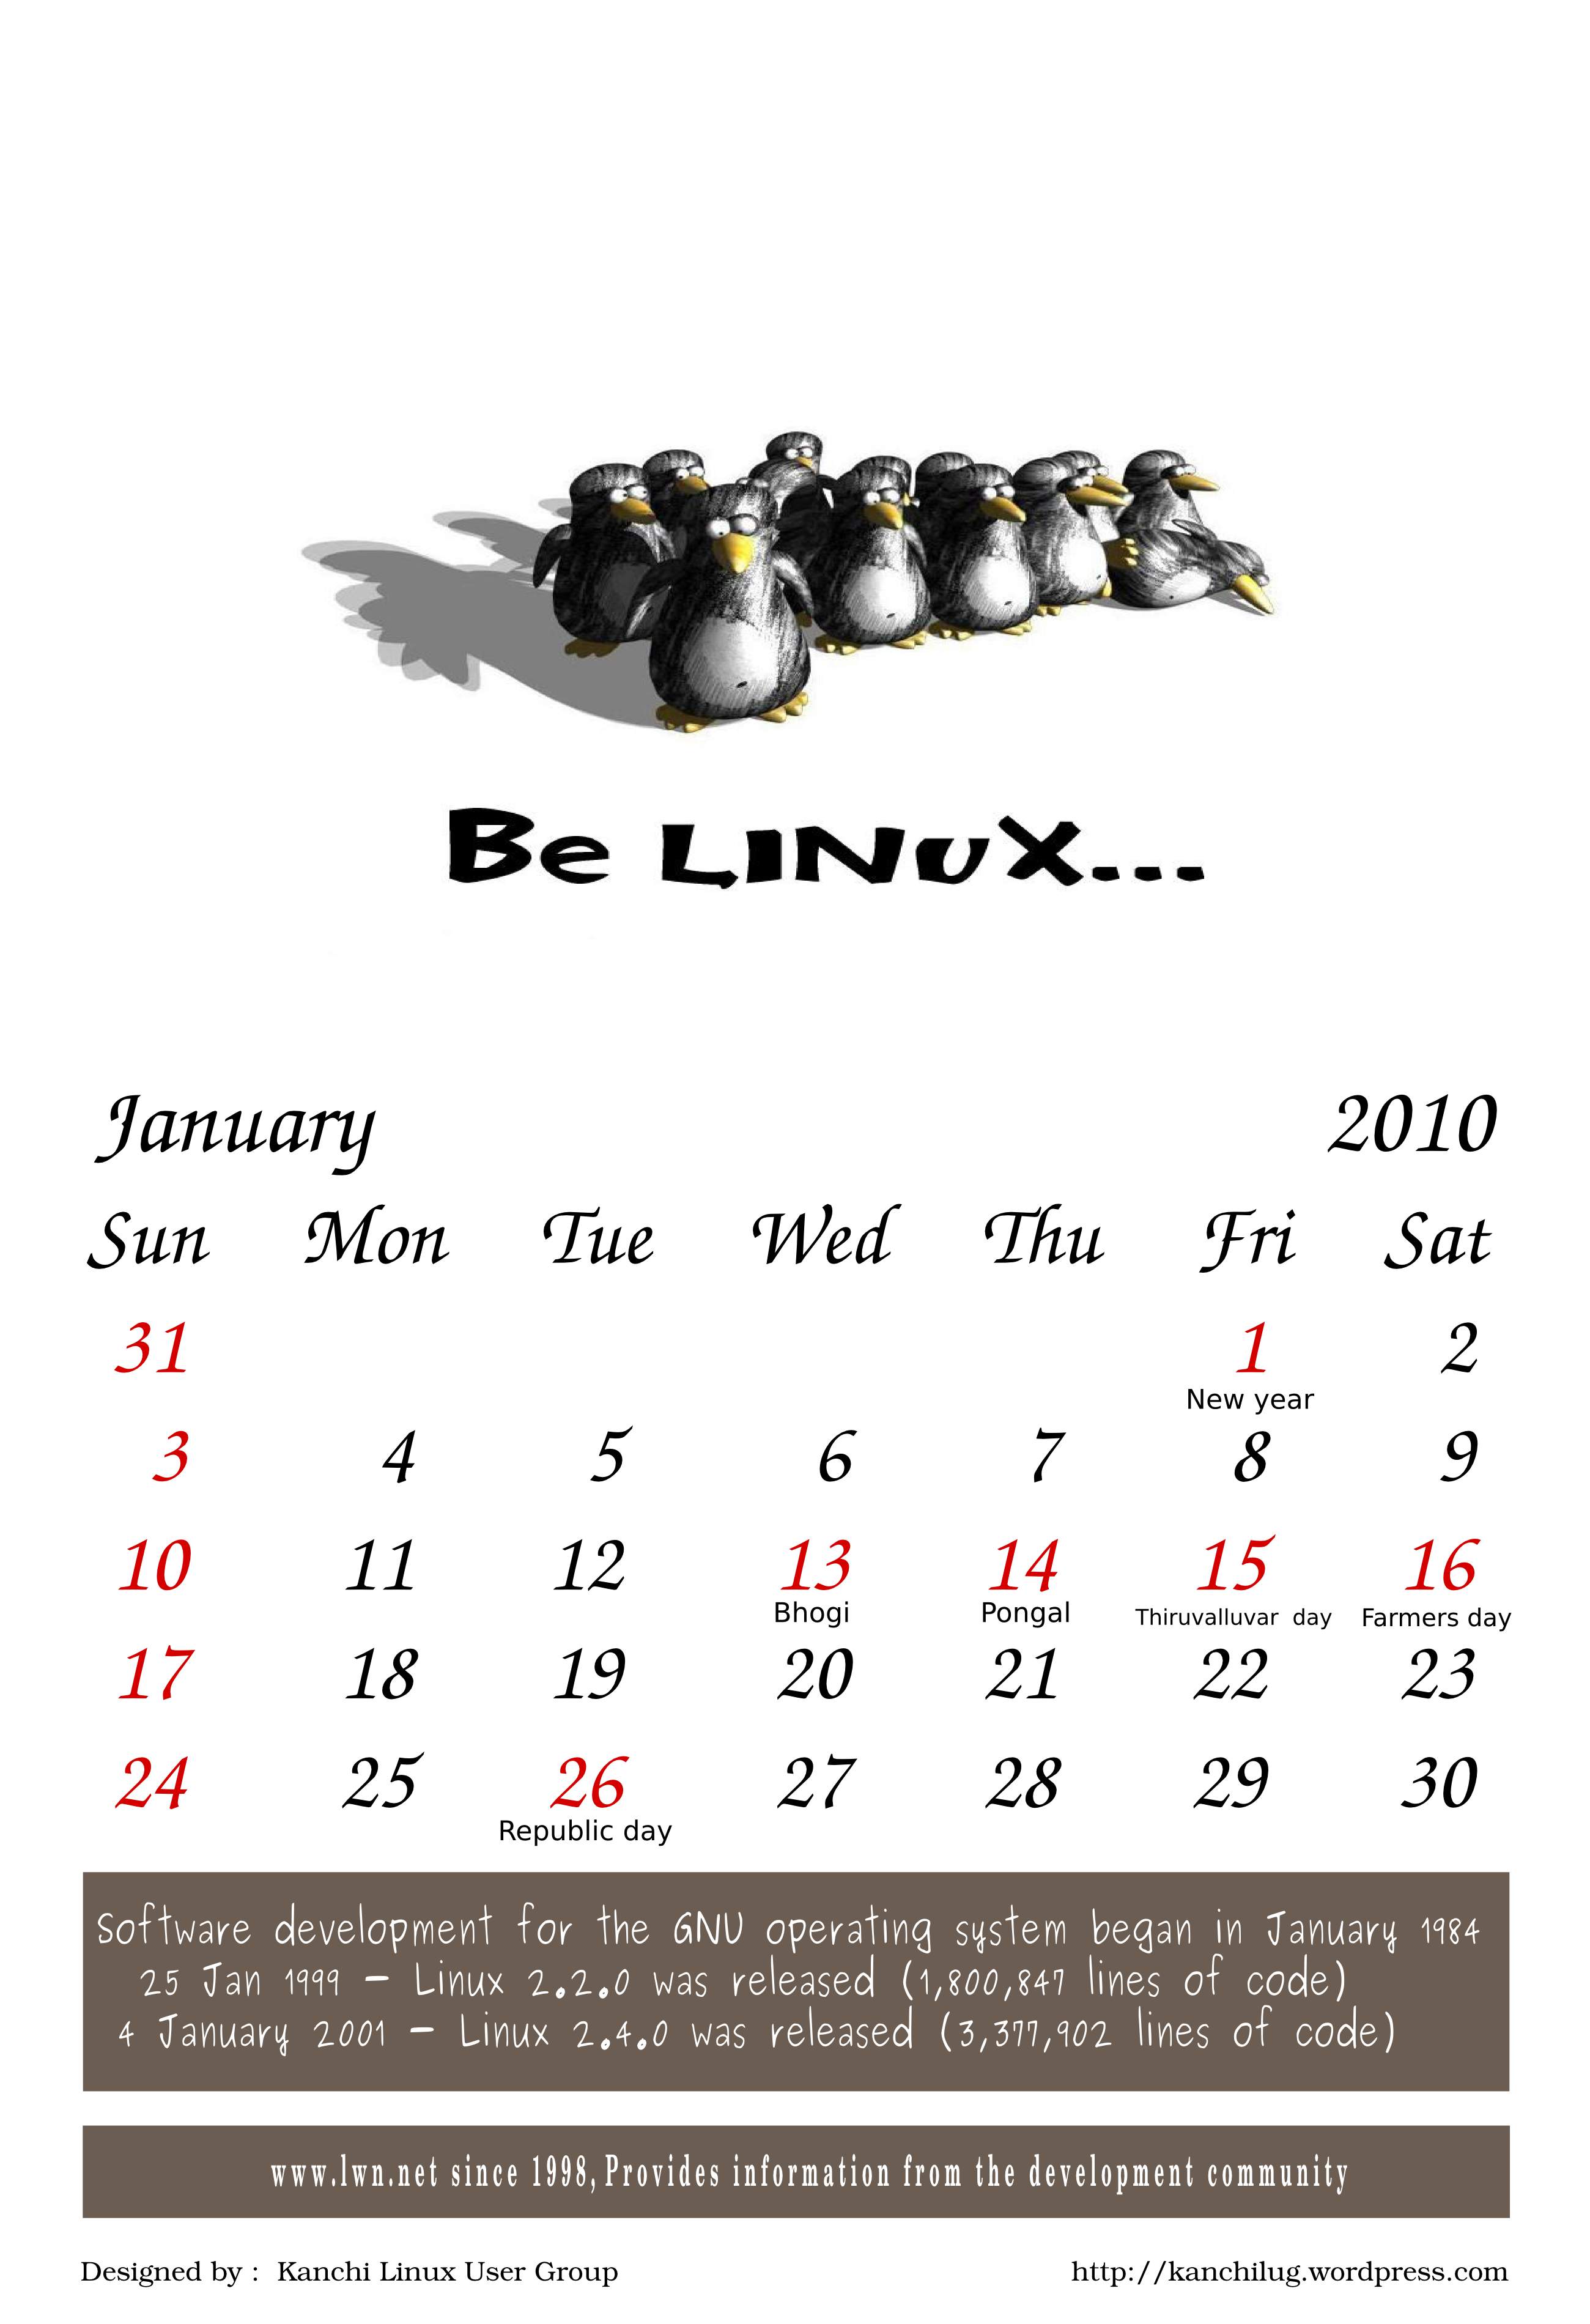 Be LINUX...
January 2010
Sun Mon Tue Wed Thu Fri Sat
31 1 2
New year
3 4 5 6 7 8 9
10 11 12 13 14 15 16
Bhogi Pongal Thiruvalluvar day Farmers day
17 18 19 20 21 22 23
24 25 26 27 28 29 30
Republic day
Software development for the GNU operating system began in January 1984
25 Jan 1999 - Linux 2.2.0 was released (1,800,847 lines of code)
4 January 2001 - Linux 2.4.0 was released (3,377,902 lines of code)
www.lwn.net since 1998,Provides information from the development community
Designed by : Kanchi Linux User Group http://kanchilug.wordpress.com